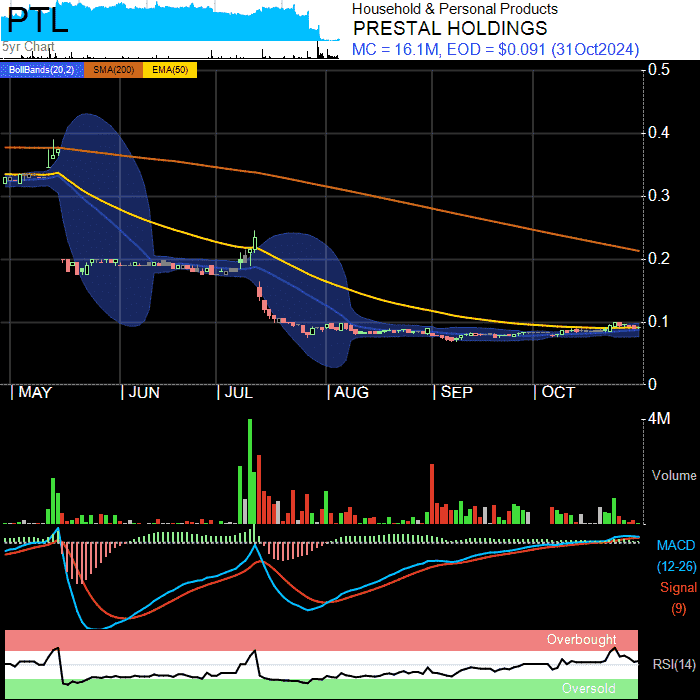 PTL
5yr Chart
Household & Personal Products
PRESTAL HOLDINGS
MC = 16.1M, EOD = $0.091 (31Oct2024)
BollBands(20,2) SMA(200) EMA(50)
0.5
0.4
0.3
0.2
0.1
0
MAY JUN JUL AUG SEP OCT
4M
Volume
MACD
(12-26)
Signal
(9)
Overbought
RSI(14)
Oversold